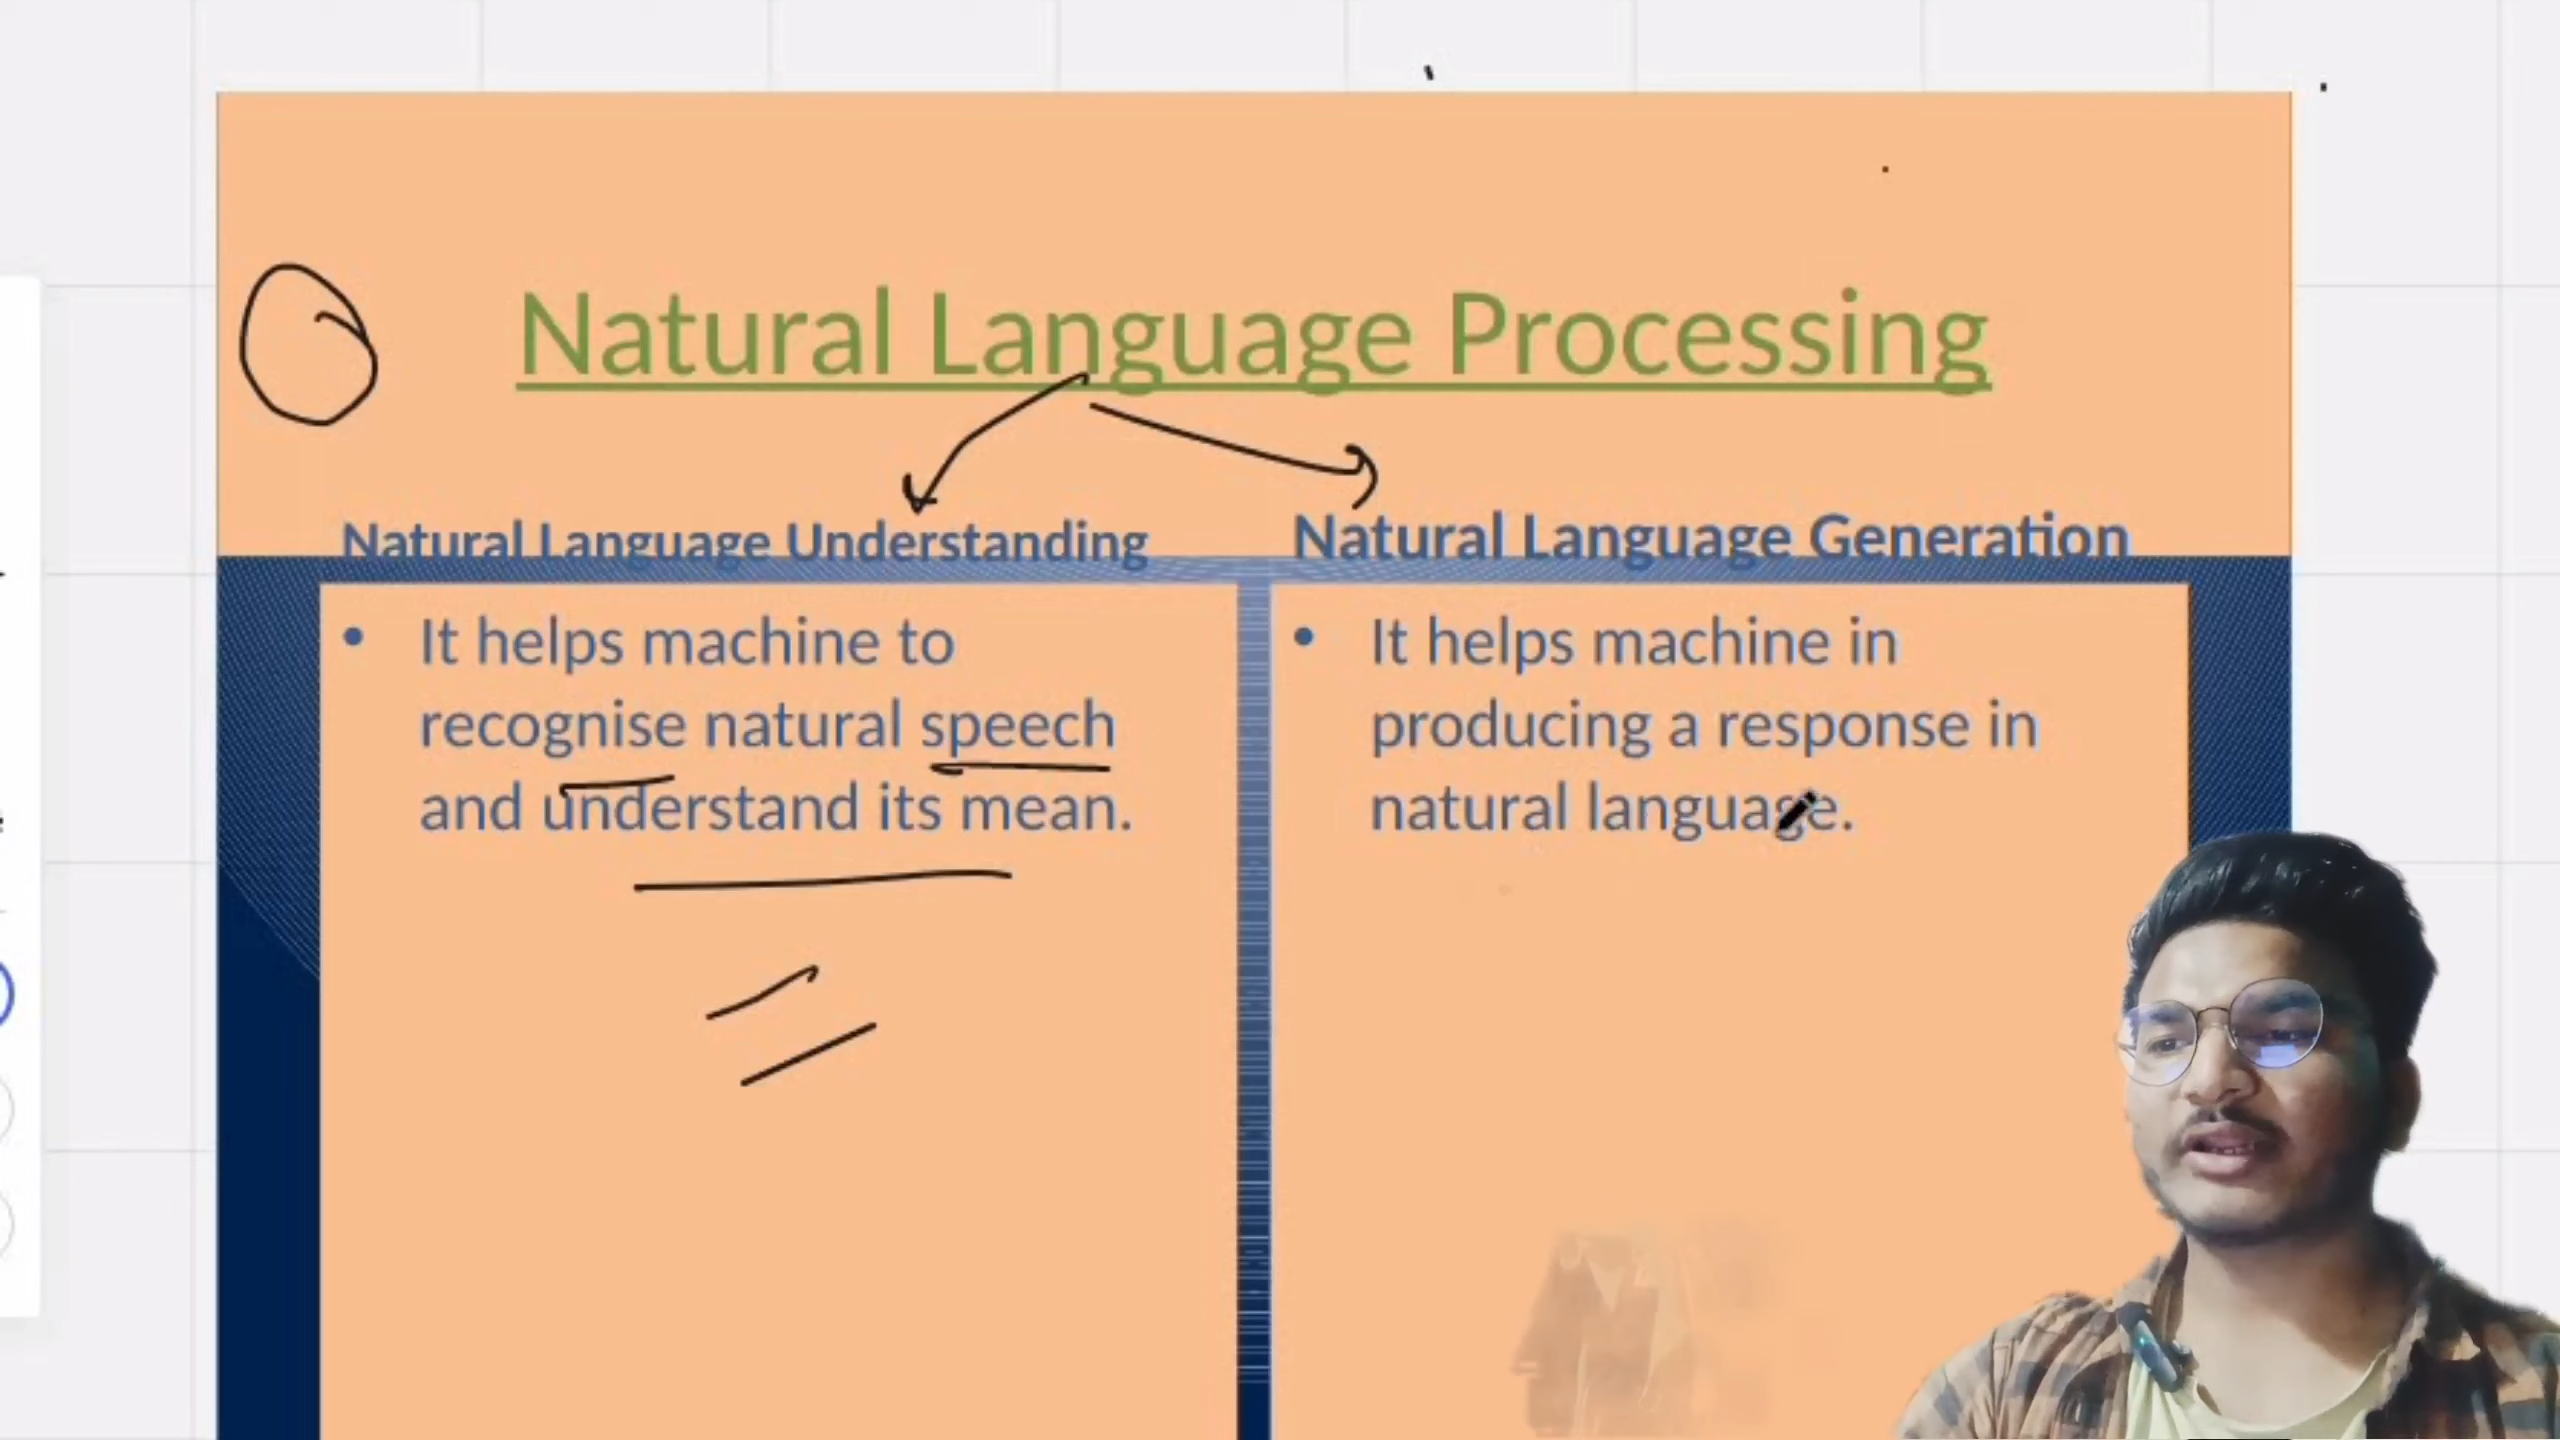 Natural Language Processing
Natural Language Understanding
Natural Language Generation
• It helps machine to
recognise natural speech
and understand its mean.
• It helps machine in
producing a response in
natural language.